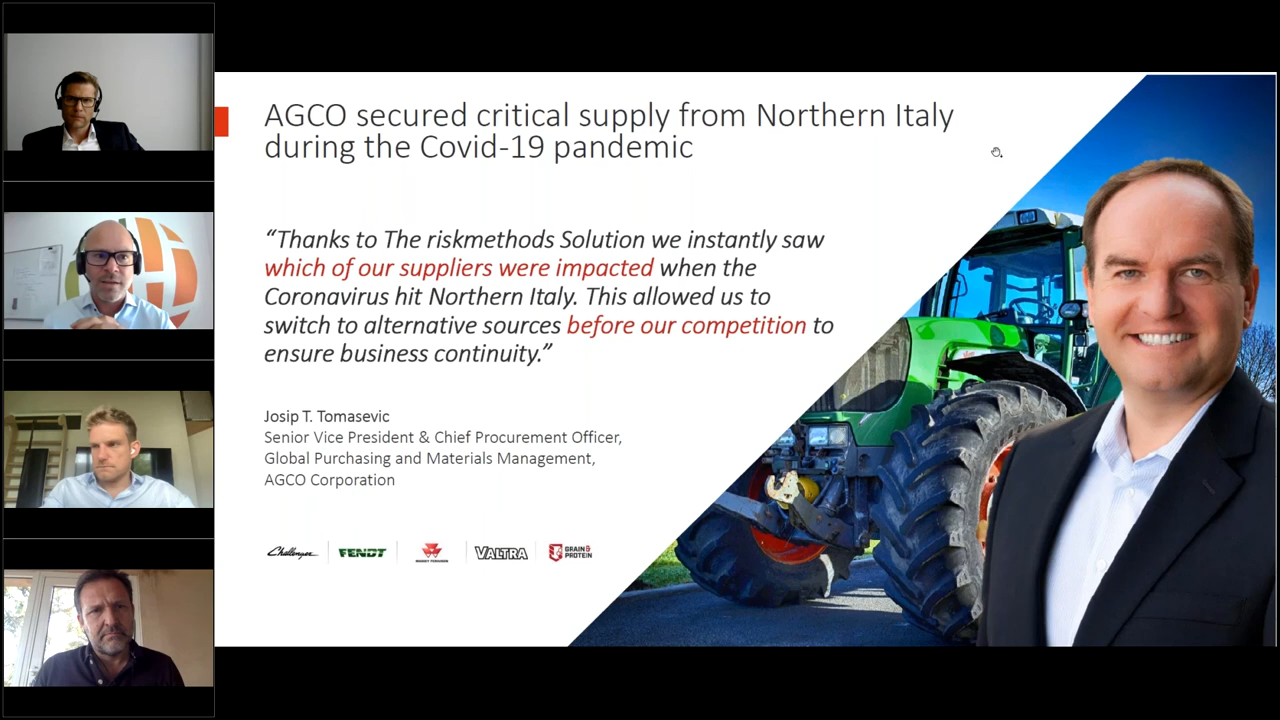 AGCO secured critical supply from Northern Italy
during the Covid-19 pandemic
“Thanks to The riskmethods Solution we instantly saw
which of our suppliers were impacted when the
Coronavirus hit Northern Italy. This allowed us to
switch to alternative sources before our competition to
ensure business continuity.”
Josip T. Tomasevic
Senior Vice President & Chief Procurement Officer,
Global Purchasing and Materials Management,
AGCO Corporation
Challenger
FENDT
MASSEY FERGUSON
VALTRA
GRAIN&
PROTEIN